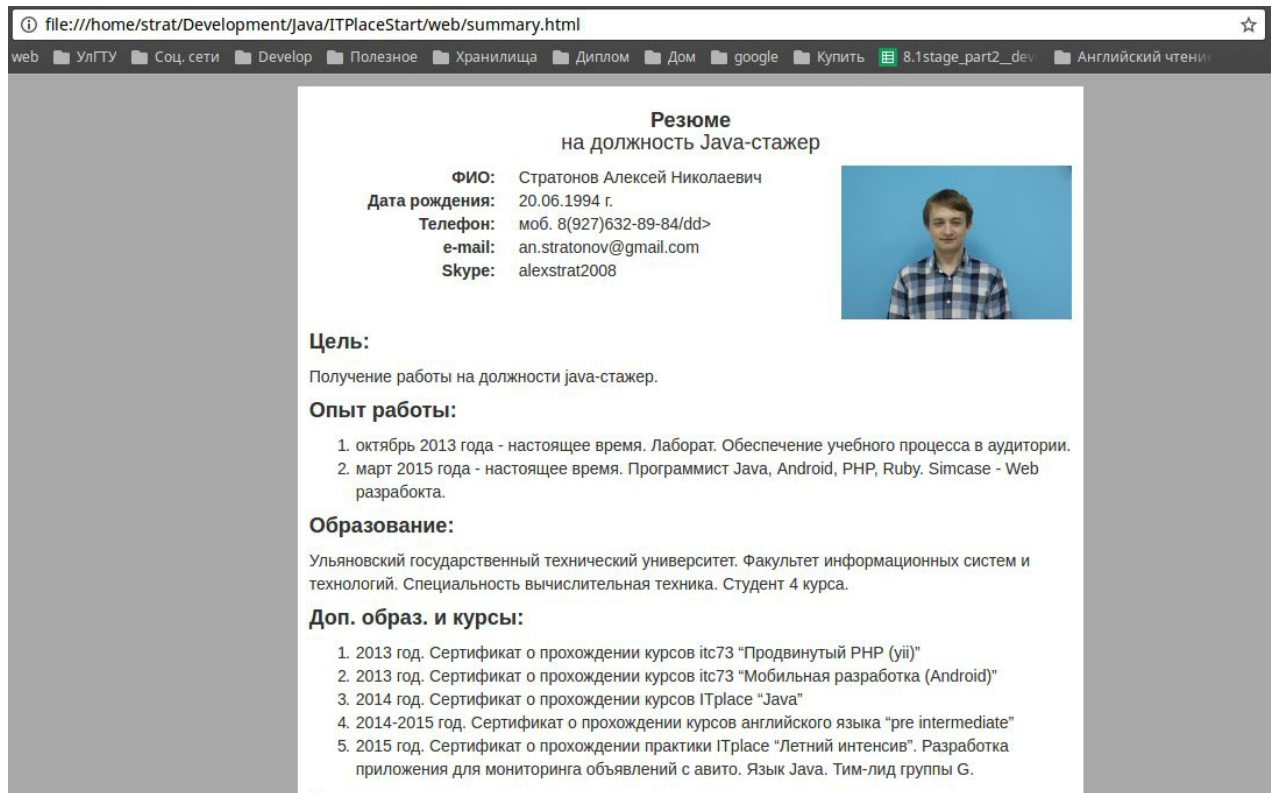 file:///home/strat/Development/Java/ITPlaceStart/web/summary.html
web УлГТУ Соц. сети Develop Полезное Хранилища Диплом Дом google Купить 8.1stage_part2__dev Английский чтение
Резюме
на должность Java-стажер
ФИО: Стратонов Алексей Николаевич
Дата рождения: 20.06.1994 г.
Телефон: моб. 8(927)632-89-84/dd>
e-mail: an.stratonov@gmail.com
Skype: alexstrat2008
Цель:
Получение работы на должности java-стажер.
Опыт работы:
1. октябрь 2013 года - настоящее время. Лаборат. Обеспечение учебного процесса в аудитории.
2. март 2015 года - настоящее время. Программист Java, Android, PHP, Ruby. Simcase - Web
разрабокта.
Образование:
Ульяновский государственный технический университет. Факультет информационных систем и
технологий. Специальность вычислительная техника. Студент 4 курса.
Доп. образ. и курсы:
1. 2013 год. Сертификат о прохождении курсов itc73 “Продвинутый PHP (yii)”
2. 2013 год. Сертификат о прохождении курсов itc73 “Мобильная разработка (Android)”
3. 2014 год. Сертификат о прохождении курсов ITplace “Java”
4. 2014-2015 год. Сертификат о прохождении курсов английского языка “pre intermediate”
5. 2015 год. Сертификат о прохождении практики ITplace “Летний интенсив”. Разработка
приложения для мониторинга объявлений с авито. Язык Java. Тим-лид группы G.